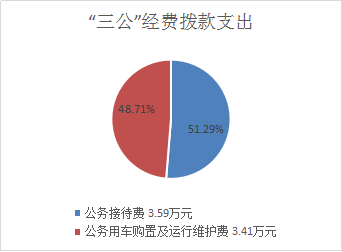 “三公”经费拨款支出
48.71%
51.29%
公务接待费 3.59万元
公务用车购置及运行维护费 3.41万元